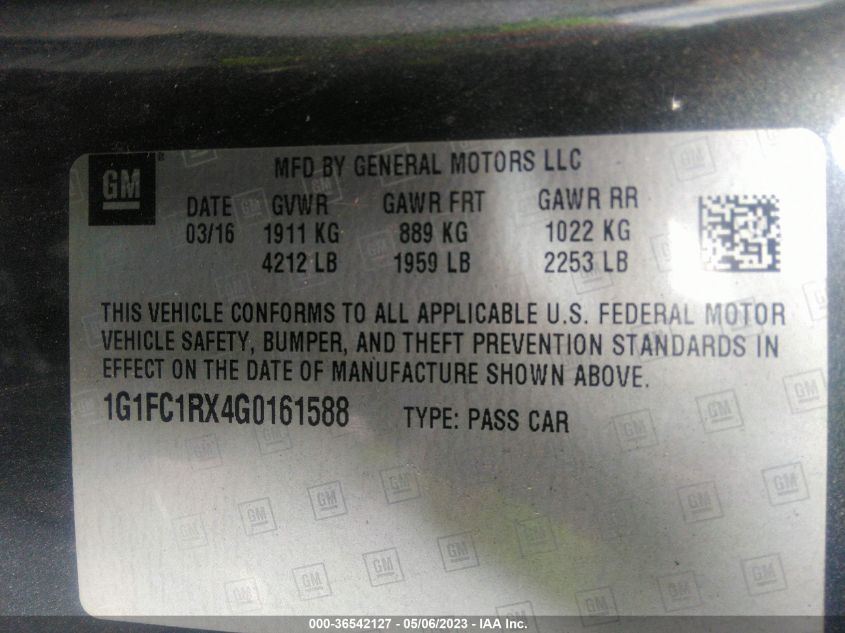 GM ®
MFD BY GENERAL MOTORS LLC
DATE GVWR GAWR FRT GAWR RR
03/16 1911 KG 889 KG 1022 KG
4212 LB 1959 LB 2253 LB
THIS VEHICLE CONFORMS TO ALL APPLICABLE U.S. FEDERAL MOTOR
VEHICLE SAFETY, BUMPER, AND THEFT PREVENTION STANDARDS IN
EFFECT ON THE DATE OF MANUFACTURE SHOWN ABOVE.
1G1FC1RX4G0161588 TYPE: PASS CAR
000-36542127 - 05/06/2023 - IAA Inc.